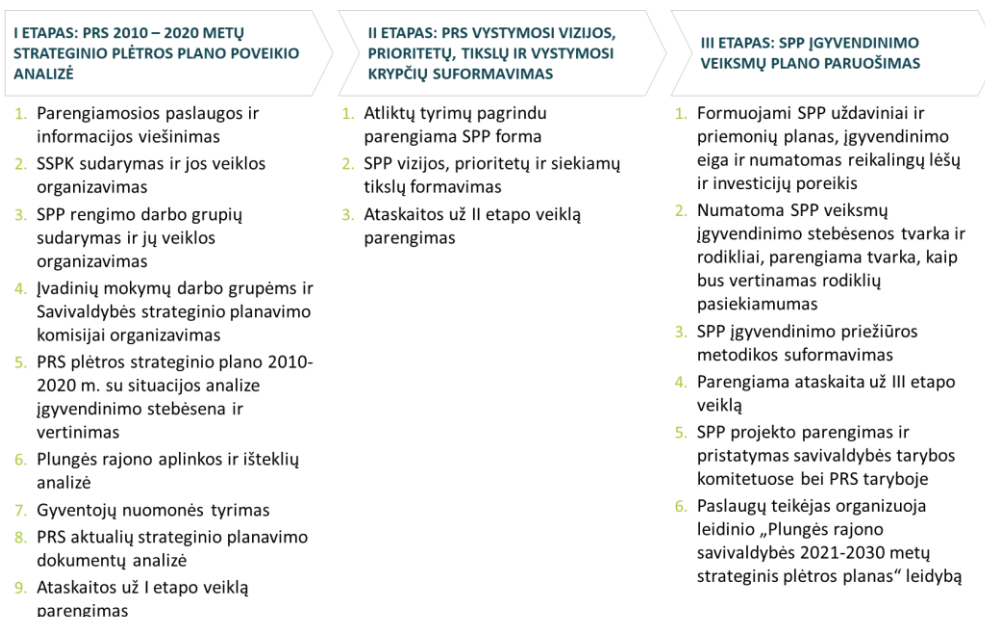 I ETAPAS: PRS 2010 – 2020 METŲ
STRATEGINIO PLĖTROS PLANO POVEIKIO
ANALIZĖ
1. Parengiamosios paslaugos ir
informacijos viešinimas
2. SSPK sudarymas ir jos veiklos
organizavimas
3. SPP rengimo darbo grupių
sudarymas ir jų veiklos
organizavimas
4. Įvadinių mokymų darbo grupėms ir
Savivaldybės strateginio planavimo
komisijai organizavimas
5. PRS plėtros strateginio plano 2010-
2020 m. su situacijos analize
įgyvendinimo stebėsena ir
vertinimas
6. Plungės rajono aplinkos ir išteklių
analizė
7. Gyventojų nuomonės tyrimas
8. PRS aktualių strateginio planavimo
dokumentų analizė
9. Ataskaitos už I etapo veiklą
parengimas
II ETAPAS: PRS VYSTYMOSI VIZIJOS,
PRIORITETŲ, TIKSLŲ IR VYSTYMOSI
KRYPČIŲ SUFORMAVIMAS
1. Atliktų tyrimų pagrindu
parengiama SPP forma
2. SPP vizijos, prioritetų ir siekiamų
tikslų formavimas
3. Ataskaitos už II etapo veiklą
parengimas
III ETAPAS: SPP ĮGYVENDINIMO
VEIKSMŲ PLANO PARUOŠIMAS
1. Formuojami SPP uždaviniai ir
priemonių planas, įgyvendinimo
eiga ir numatomas reikalingų lėšų
ir investicijų poreikis
2. Numatoma SPP veiksmų
įgyvendinimo stebėsenos tvarka ir
rodikliai, parengiama tvarka, kaip
bus vertinamas rodiklių
pasiekiamumas
3. SPP įgyvendinimo priežiūros
metodikos suformavimas
4. Parengiama ataskaita už III etapo
veiklą
5. SPP projekto parengimas ir
pristatymas savivaldybės tarybos
komitetuose bei PRS taryboje
6. Paslaugų teikėjas organizuoja
leidinio „Plungės rajono
savivaldybės 2021-2030 metų
strateginis plėtros planas“ leidybą